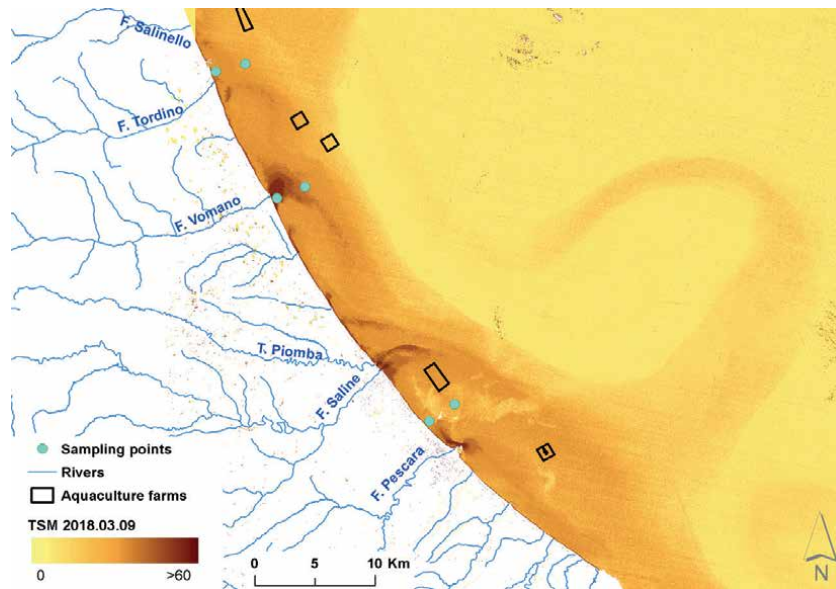 F. Salinello
F. Tordino
F. Vomano
T. Piomba
F. Saline
F. Pescara
Sampling points
Rivers
Aquaculture farms
TSM 2018.03.09
0 >60
0 5 10 Km
N